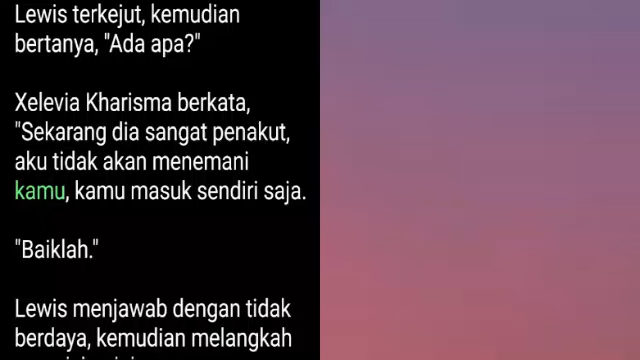 Lewis terkejut, kemudian
bertanya, "Ada apa?"
Xelevia Kharisma berkata,
"Sekarang dia sangat penakut,
aku tidak akan menemani
kamu, kamu masuk sendiri saja.
"Baiklah."
Lewis menjawab dengan tidak
berdaya, kemudian melangkah